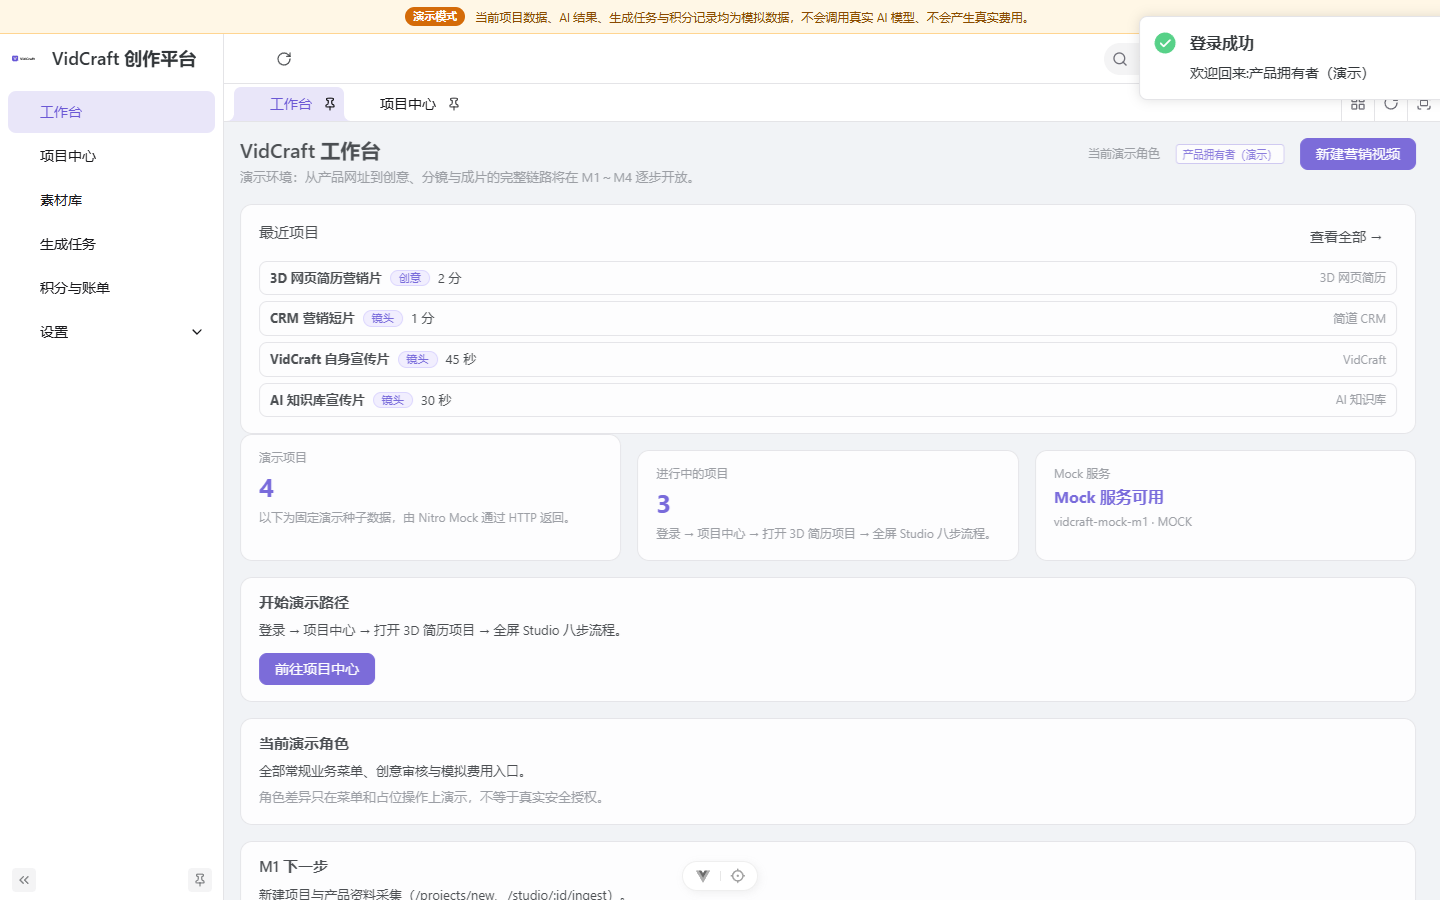 演示模式 当前项目数据、AI 结果、生成任务与积分记录均为模拟数据，不会调用真实 AI 模型、不会产生真实费用。
VidCraft 创作平台
登录成功
欢迎回来:产品拥有者（演示）
工作台
项目中心
素材库
生成任务
积分与账单
设置
工作台 项目中心
VidCraft 工作台
演示环境：从产品网址到创意、分镜与成片的完整链路将在 M1～M4 逐步开放。
当前演示角色 产品拥有者（演示） 新建营销视频
最近项目
查看全部 →
3D 网页简历营销片 创意 2 分 3D 网页简历
CRM 营销短片 镜头 1 分 简道 CRM
VidCraft 自身宣传片 镜头 45 秒 VidCraft
AI 知识库宣传片 镜头 30 秒 AI 知识库
演示项目
4
以下为固定演示种子数据，由 Nitro Mock 通过 HTTP 返回。
进行中的项目
3
登录 → 项目中心 → 打开 3D 简历项目 → 全屏 Studio 八步流程。
Mock 服务
Mock 服务可用
vidcraft-mock-m1 · MOCK
开始演示路径
登录 → 项目中心 → 打开 3D 简历项目 → 全屏 Studio 八步流程。
前往项目中心
当前演示角色
全部常规业务菜单、创意审核与模拟费用入口。
角色差异只在菜单和占位操作上演示，不等于真实安全授权。
M1 下一步
新建项目与产品资料采集（/projects/new、/studio/:id/ingest）。